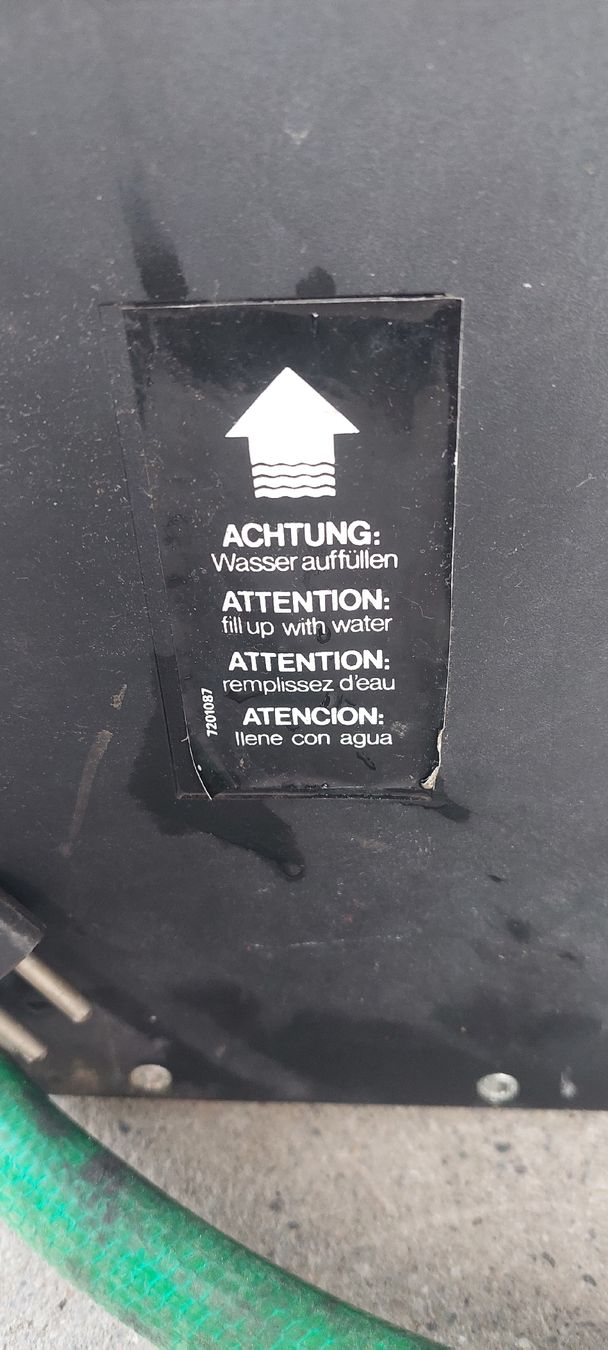 ACHTUNG:
Wasser auffüllen
ATTENTION:
fill up with water
ATTENTION:
remplissez d'eau
ATENCION:
llene con agua
7201087